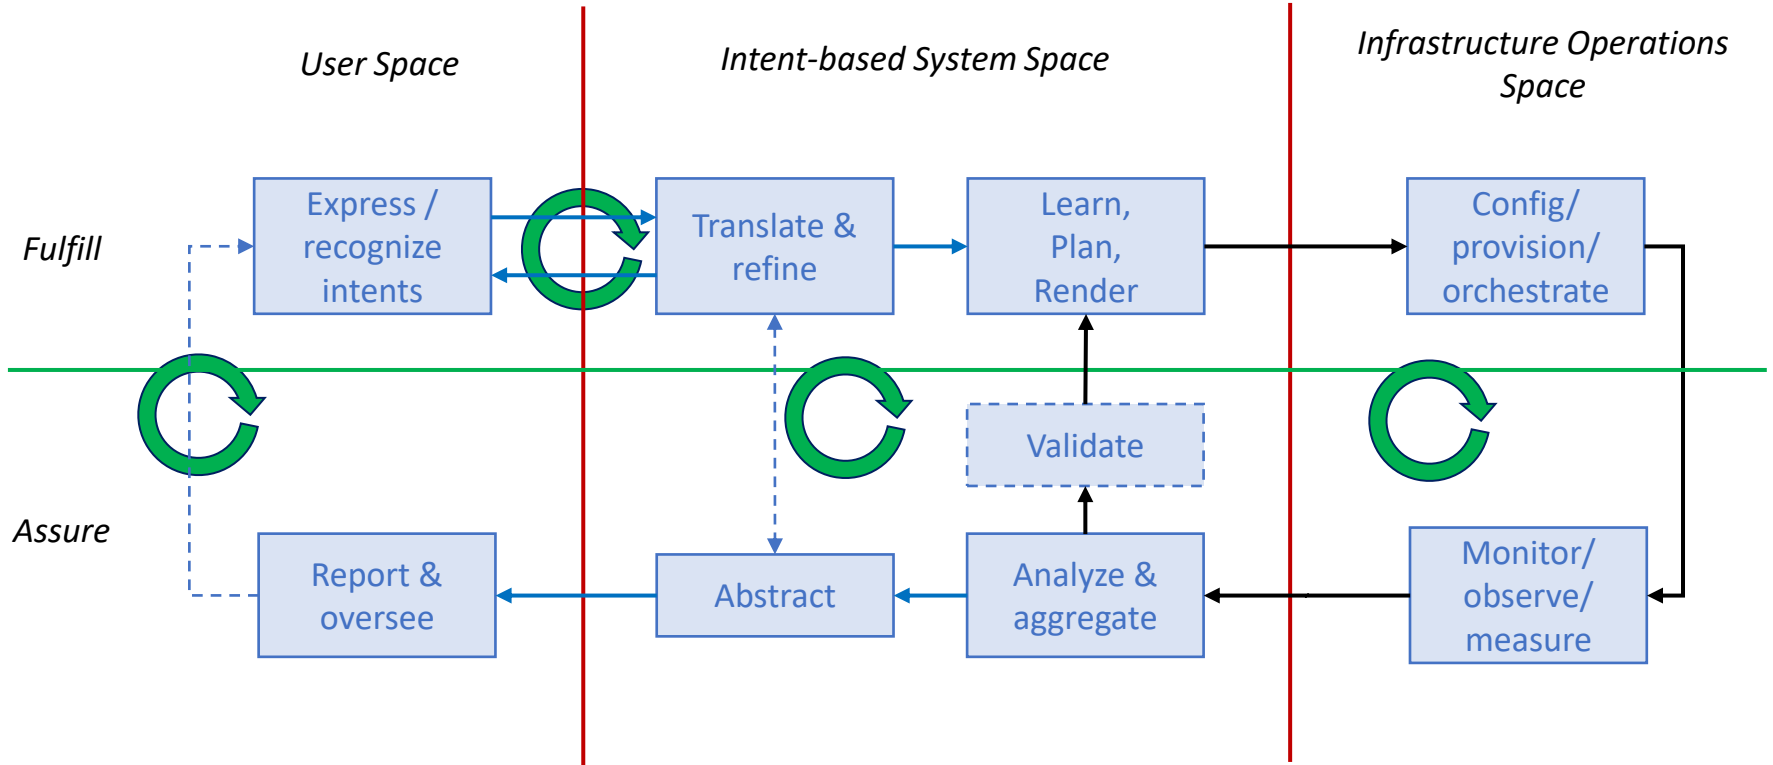 User Space
Intent-based System Space
Infrastructure Operations
Space
Fulfill
Express /
recognize
intents
Translate &
refine
Learn,
Plan,
Render
Config/
provision/
orchestrate
Validate
Assure
Report &
oversee
Abstract
Analyze &
aggregate
Monitor/
observe/
measure